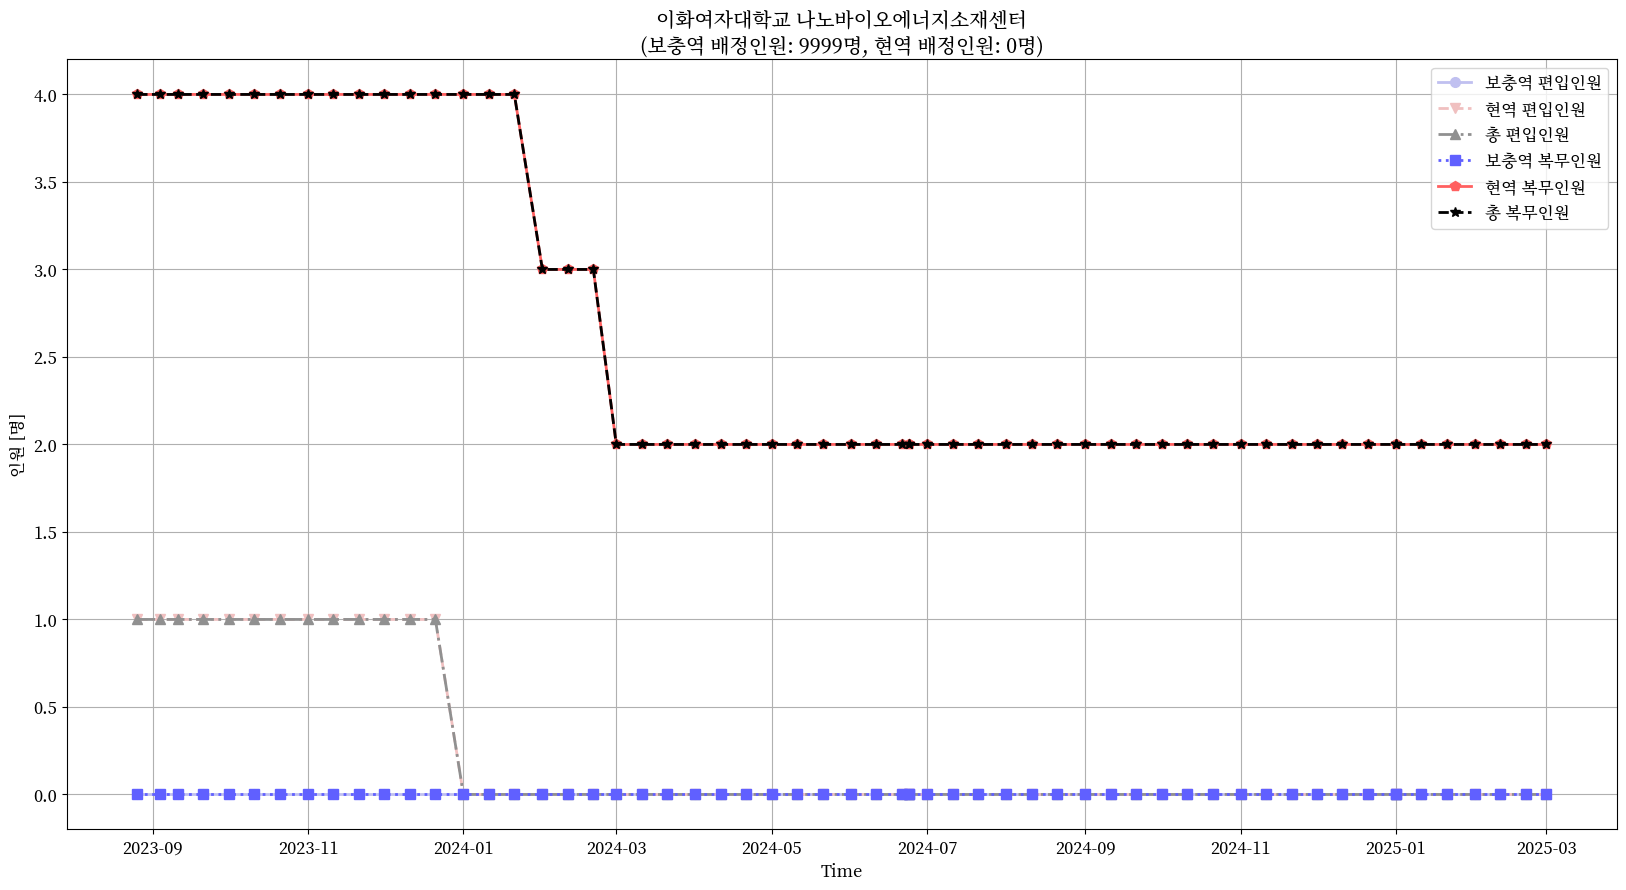 이화여자대학교 나노바이오에너지소재센터
(보충역 배정인원: 9999명, 현역 배정인원: 0명)
보충역 편입인원
현역 편입인원
총 편입인원
보충역 복무인원
현역 복무인원
총 복무인원
인원 [명]
4.0
3.5
3.0
2.5
2.0
1.5
1.0
0.5
0.0
2023-09 2023-11 2024-01 2024-03 2024-05 2024-07 2024-09 2024-11 2025-01 2025-03
Time